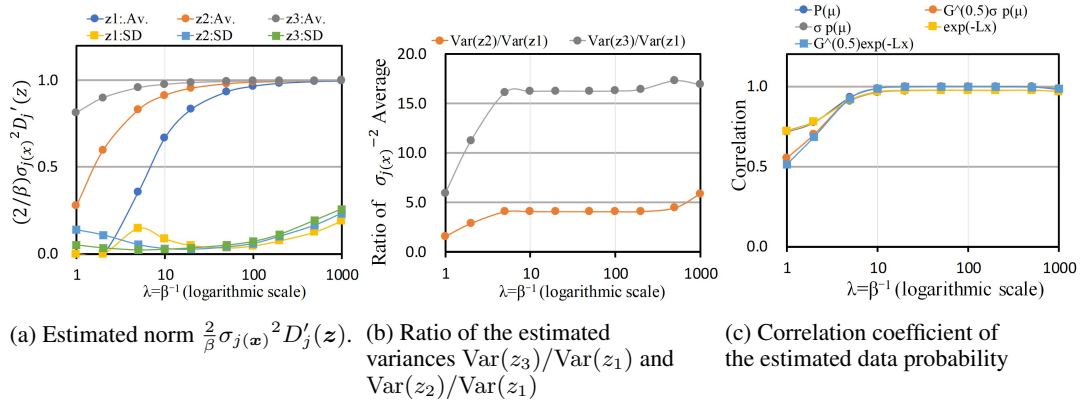 z1:.Av. z2:Av. z3:Av.
z1:SD z2:SD z3:SD
(2/β)σj(x)²Dj′(z)
1.0
0.5
0.0
1 10 100 1000
λ=β⁻¹ (logarithmic scale)
(a) Estimated norm 2/β σj(x)²D′j(z).
Var(z2)/Var(z1) Var(z3)/Var(z1)
Ratio of σj(x)⁻² Average
20.0
15.0
10.0
5.0
0.0
1 10 100 1000
λ=β⁻¹ (logarithmic scale)
(b) Ratio of the estimated
variances Var(z3)/Var(z1) and
Var(z2)/Var(z1)
P(μ) G^(0.5)σ p(μ)
σ p(μ) exp(-Lx)
G^(0.5)exp(-Lx)
Correlation
1.0
0.5
0.0
1 10 100 1000
λ=β⁻¹ (logarithmic scale)
(c) Correlation coefficient of
the estimated data probability